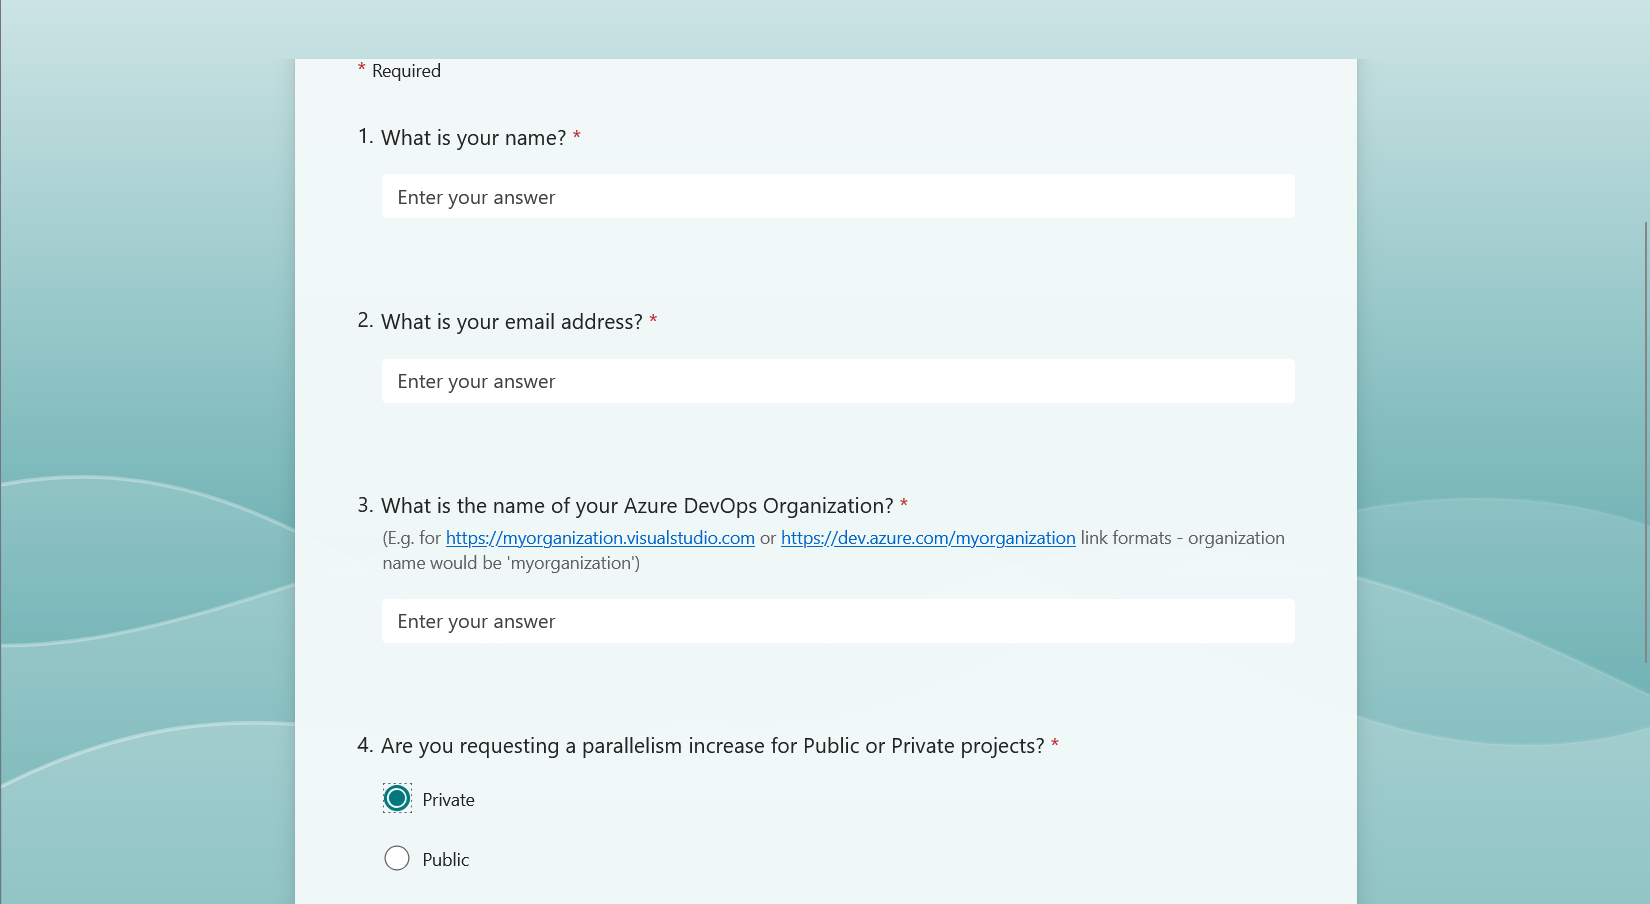 * Required
1. What is your name? *
Enter your answer
2. What is your email address? *
Enter your answer
3. What is the name of your Azure DevOps Organization? *
(E.g. for https://myorganization.visualstudio.com or https://dev.azure.com/myorganization link formats - organization
name would be 'myorganization')
Enter your answer
4. Are you requesting a parallelism increase for Public or Private projects? *
Private
Public